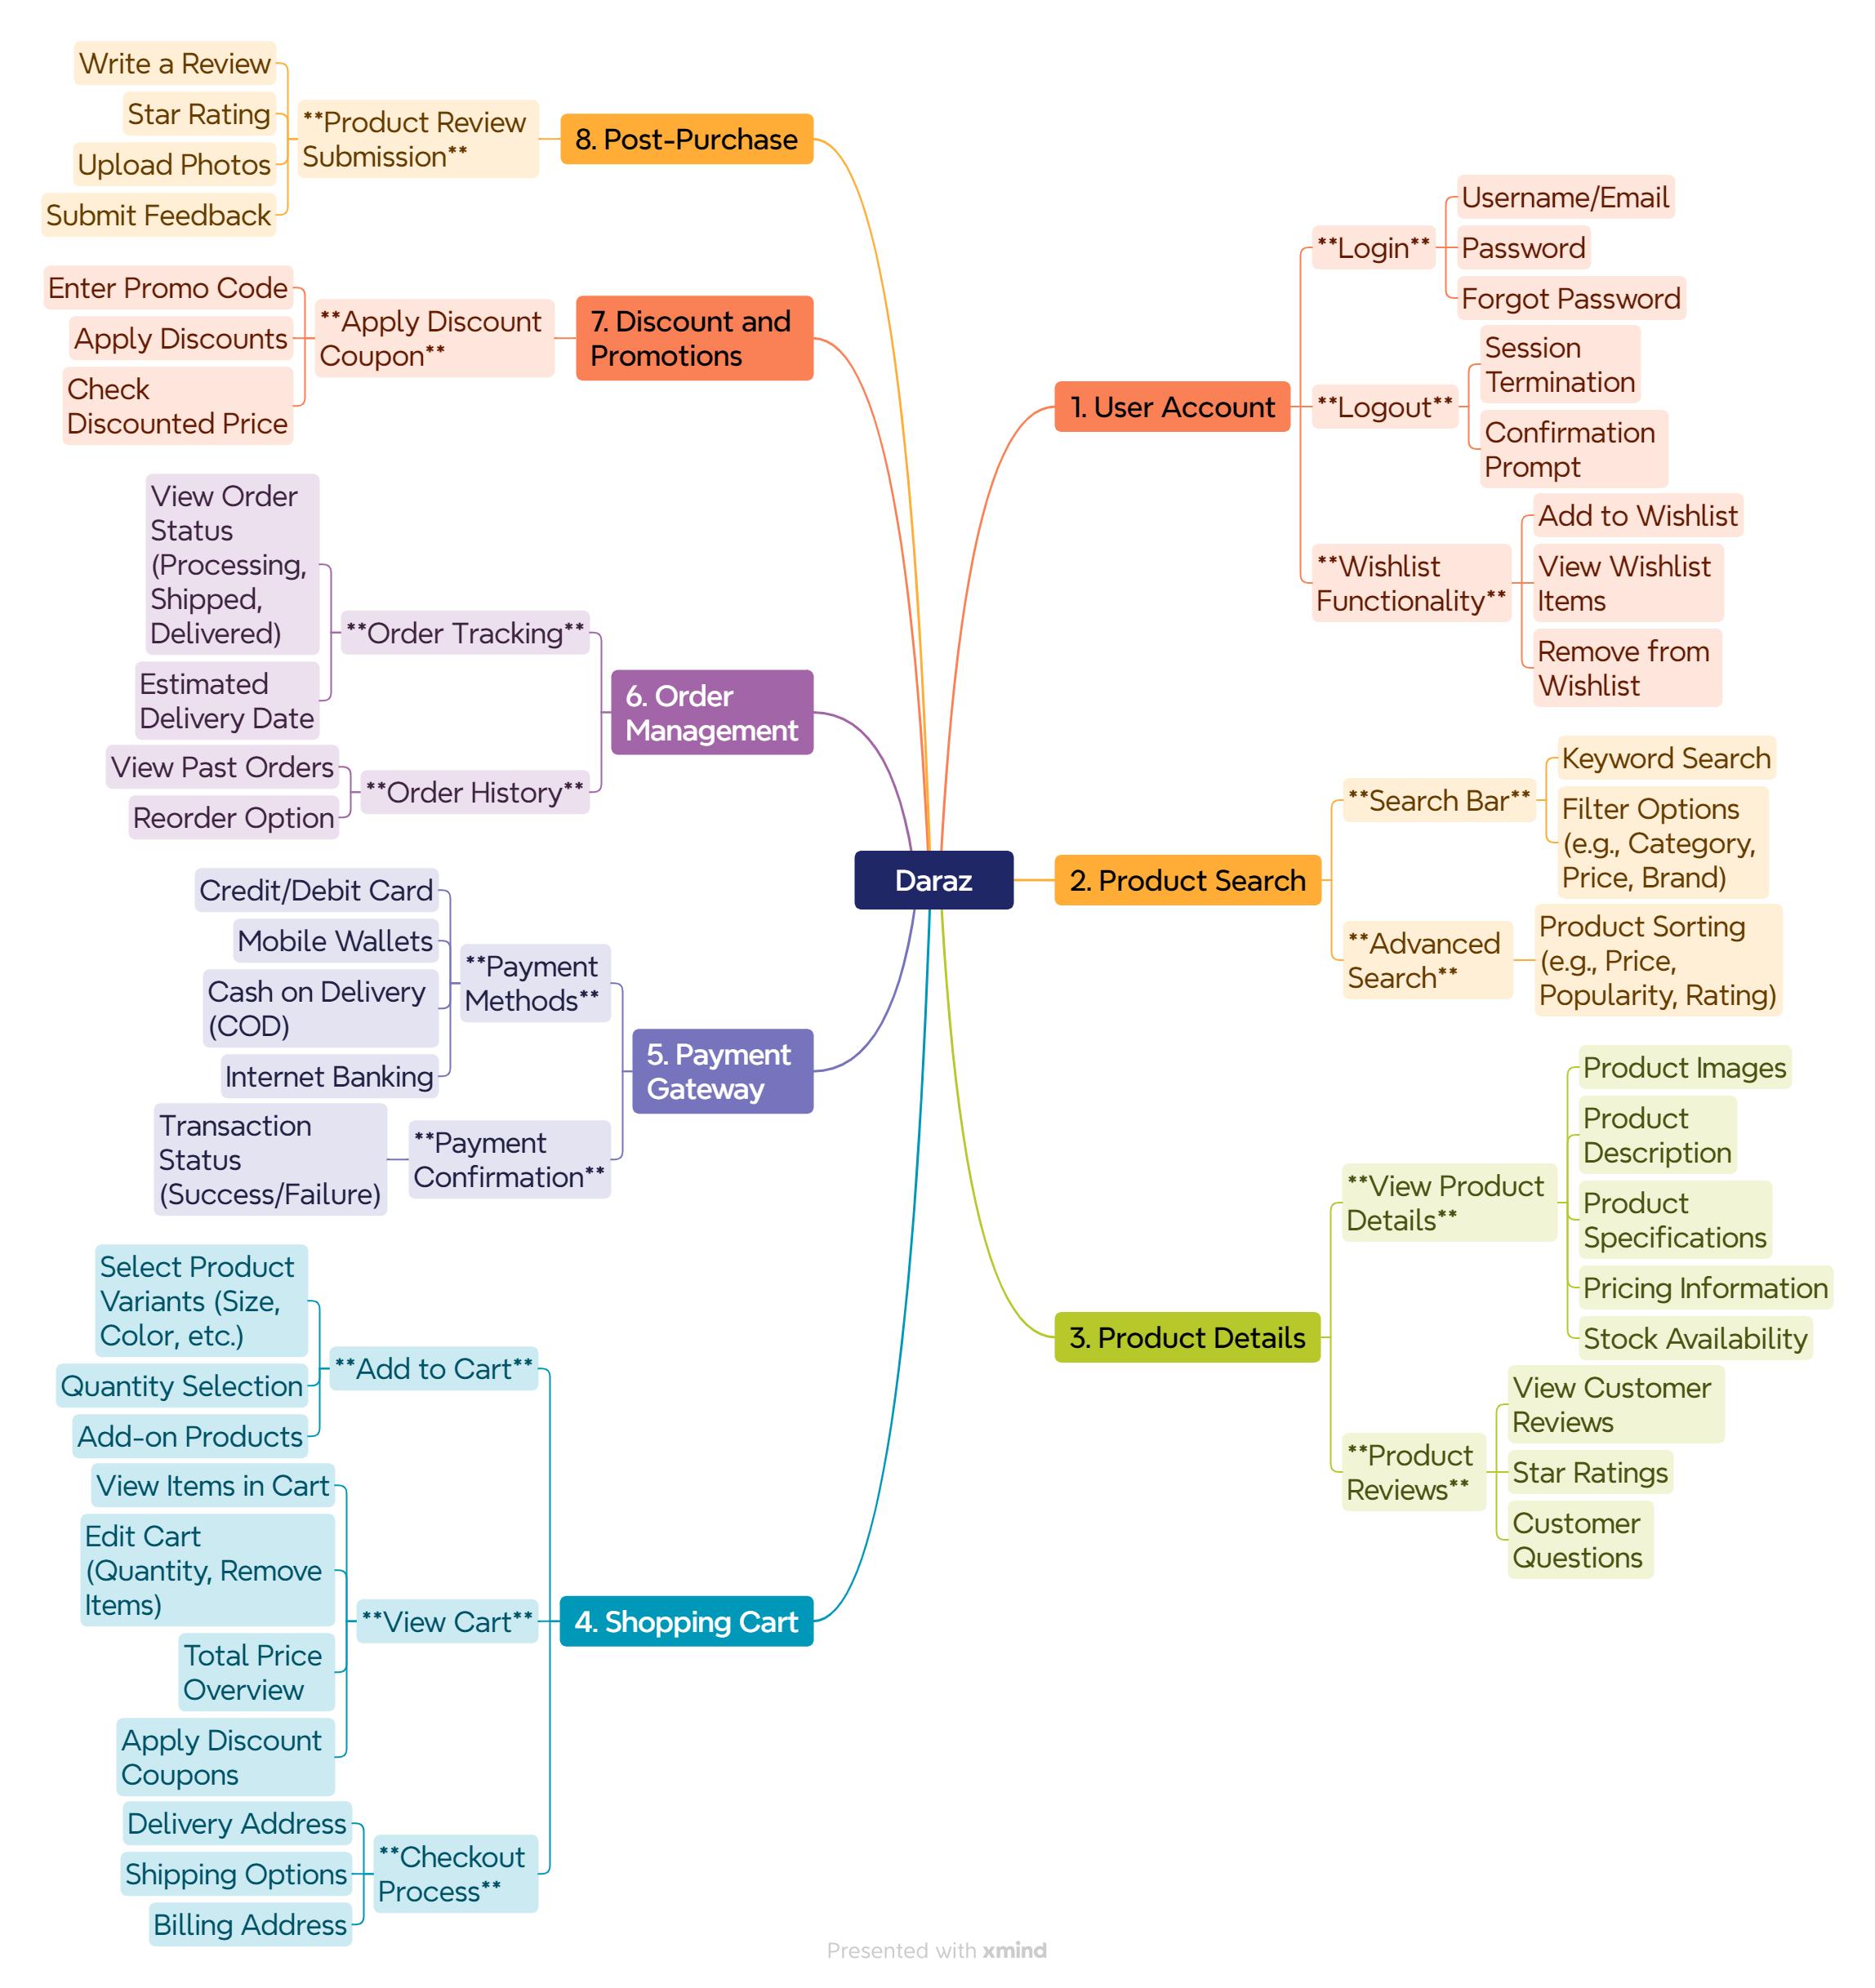 Daraz
1. User Account
**Login**
Username/Email
Password
Forgot Password
**Logout**
Session
Termination
Confirmation
Prompt
**Wishlist
Functionality**
Add to Wishlist
View Wishlist
Items
Remove from
Wishlist
2. Product Search
**Search Bar**
Keyword Search
Filter Options
(e.g., Category,
Price, Brand)
**Advanced
Search**
Product Sorting
(e.g., Price,
Popularity, Rating)
3. Product Details
**View Product
Details**
Product Images
Product
Description
Product
Specifications
Pricing Information
Stock Availability
**Product
Reviews**
View Customer
Reviews
Star Ratings
Customer
Questions
4. Shopping Cart
**Add to Cart**
Select Product
Variants (Size,
Color, etc.)
Quantity Selection
Add-on Products
**View Cart**
View Items in Cart
Edit Cart
(Quantity, Remove
Items)
Total Price
Overview
Apply Discount
Coupons
**Checkout
Process**
Delivery Address
Shipping Options
Billing Address
5. Payment
Gateway
**Payment
Methods**
Credit/Debit Card
Mobile Wallets
Cash on Delivery
(COD)
Internet Banking
**Payment
Confirmation**
Transaction
Status
(Success/Failure)
6. Order
Management
**Order Tracking**
View Order
Status
(Processing,
Shipped,
Delivered)
Estimated
Delivery Date
**Order History**
View Past Orders
Reorder Option
7. Discount and
Promotions
**Apply Discount
Coupon**
Enter Promo Code
Apply Discounts
Check
Discounted Price
8. Post-Purchase
**Product Review
Submission**
Write a Review
Star Rating
Upload Photos
Submit Feedback
Presented with xmind